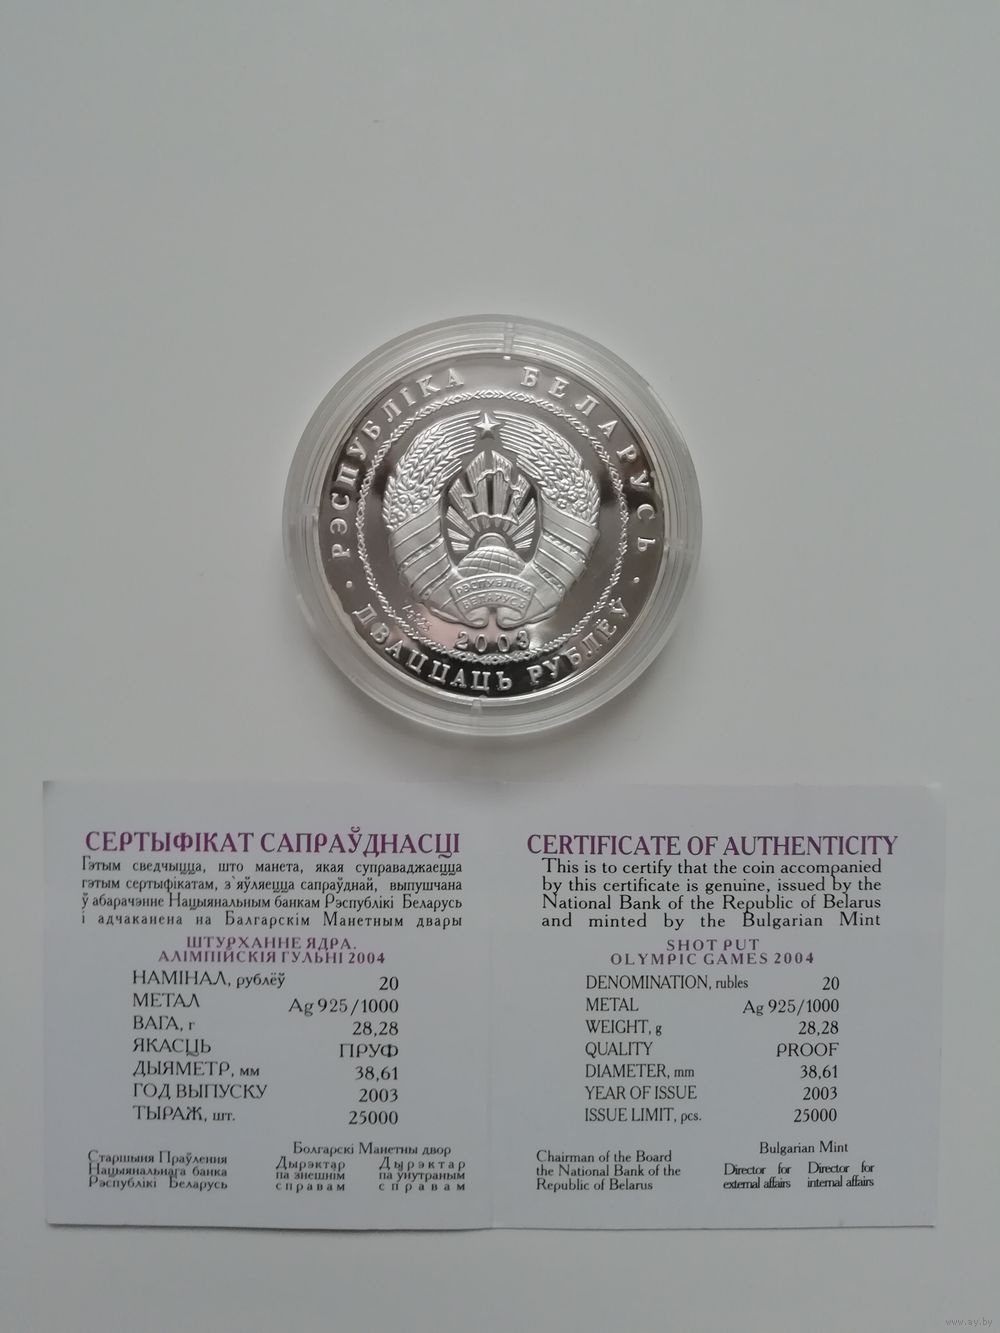 РЭСПУБЛІКА БЕЛАРУСЬ
РЭСПУБЛІКА
БЕЛАРУСЬ
2003
· ДВАЦЦАЦЬ РУБЛЁЎ ·
СЕРТЫФІКАТ САПРАЎДНАСЦІ
Гэтым сведчыцца, што манета, якая суправаджаецца
гэтым сертыфікатам, з'яўляецца сапраўднай, выпушчана
ў абарачэнне Нацыянальным банкам Рэспублікі Беларусь
і адчаканена на Балгарскім Манетным двары
ШТУРХАННЕ ЯДРА.
АЛІМПІЙСКІЯ ГУЛЬНІ 2004
НАМІНАЛ, рублёў 20
МЕТАЛ Ag 925/1000
ВАГА, г 28,28
ЯКАСЦЬ ПРУФ
ДЫЯМЕТР, мм 38,61
ГОД ВЫПУСКУ 2003
ТЫРАЖ, шт. 25000
Старшыня Праўлення
Нацыянальнага банка
Рэспублікі Беларусь
Болгарскі Манетны двор
Дырэктар
па знешнім
справам
Дырэктар
па унутраным
справам
CERTIFICATE OF AUTHENTICITY
This is to certify that the coin accompanied
by this certificate is genuine, issued by the
National Bank of the Republic of Belarus
and minted by the Bulgarian Mint
SHOT PUT
OLYMPIC GAMES 2004
DENOMINATION, rubles 20
METAL Ag 925/1000
WEIGHT, g 28,28
QUALITY PROOF
DIAMETER, mm 38,61
YEAR OF ISSUE 2003
ISSUE LIMIT, pcs. 25000
Chairman of the Board
the National Bank of the
Republic of Belarus
Bulgarian Mint
Director for
external affairs
Director for
internal affairs
www.ay.by